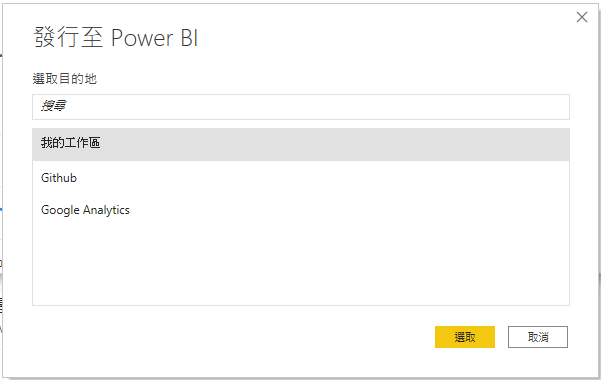 發行至 Power BI
選取目的地
搜尋
我的工作區
Github
Google Analytics
選取
取消